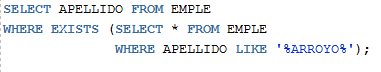 SELECT APELLIDO FROM EMPLE
WHERE EXISTS (SELECT * FROM EMPLE
WHERE APELLIDO LIKE '%ARROYO%');